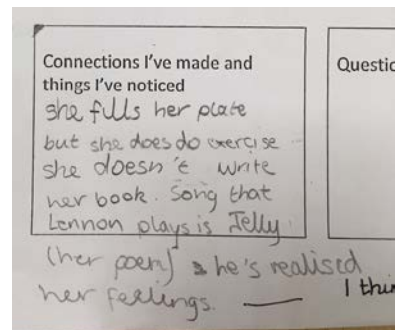 Connections I've made and
things I've noticed
she fills her plate
but she does do exercise
she doesn't write
her book. Song that
Lennon plays is Jelly
(her poem) she's realised
her feelings.
Questio
I thi